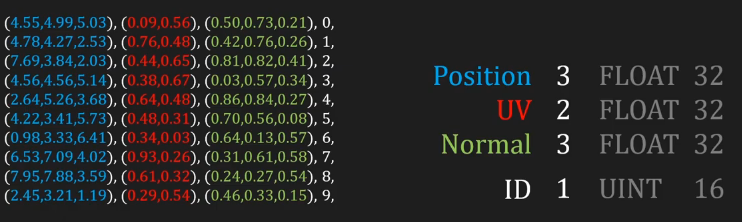 (4.55,4.99,5.03), (0.09,0.56), (0.50,0.73,0.21), 0,
(4.78,4.27,2.53), (0.76,0.48), (0.42,0.76,0.26), 1,
(7.69,3.84,2.03), (0.44,0.65), (0.81,0.82,0.41), 2,
(4.56,4.56,5.14), (0.38,0.67), (0.03,0.57,0.34), 3,
(2.64,5.26,3.68), (0.64,0.48), (0.86,0.84,0.27), 4,
(4.22,3.41,5.73), (0.48,0.31), (0.70,0.56,0.08), 5,
(0.98,3.33,6.41), (0.34,0.03), (0.64,0.13,0.57), 6,
(6.53,7.09,4.02), (0.93,0.26), (0.31,0.61,0.58), 7,
(7.95,7.88,3.59), (0.61,0.32), (0.24,0.27,0.54), 8,
(2.45,3.21,1.19), (0.29,0.54), (0.46,0.33,0.15), 9,
Position 3 FLOAT 32
UV 2 FLOAT 32
Normal 3 FLOAT 32
ID 1 UINT 16